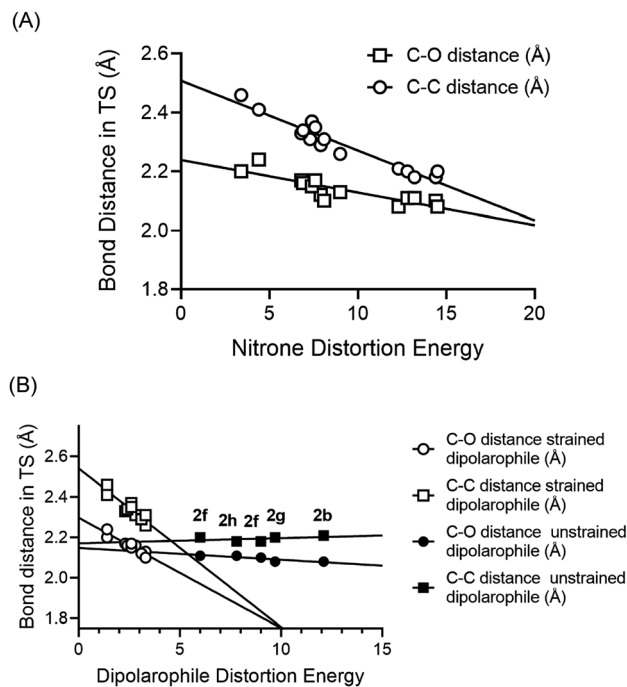 (A)
Bond Distance in TS (Å)
2.6
2.4
2.2
2.0
1.8
C-O distance (Å)
C-C distance (Å)
0
5
10
15
20
Nitrone Distortion Energy
(B)
Bond distance in TS (Å)
2.6
2.4
2.2
2.0
1.8
2f
2h
2f
2g
2b
0
5
10
15
Dipolarophile Distortion Energy
C-O distance strained
dipolarophile (Å)
C-C distance strained
dipolarophile (Å)
C-O distance unstrained
dipolarophile (Å)
C-C distance unstrained
dipolarophile (Å)